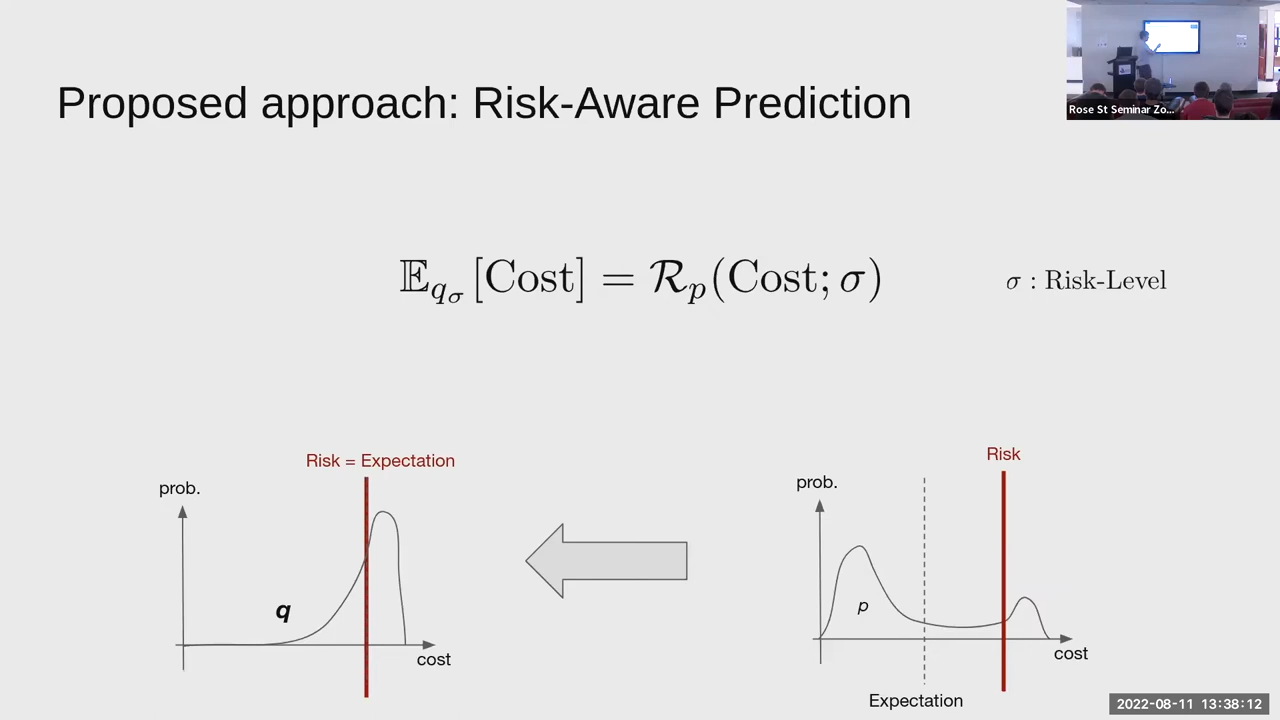 Rose St Seminar Zo...
Proposed approach: Risk-Aware Prediction
𝔼_{q_σ}[Cost] = ℛ_p(Cost; σ)
σ : Risk-Level
Risk = Expectation
prob.
q
cost
Risk
prob.
p
cost
Expectation
2022-08-11 13:38:12